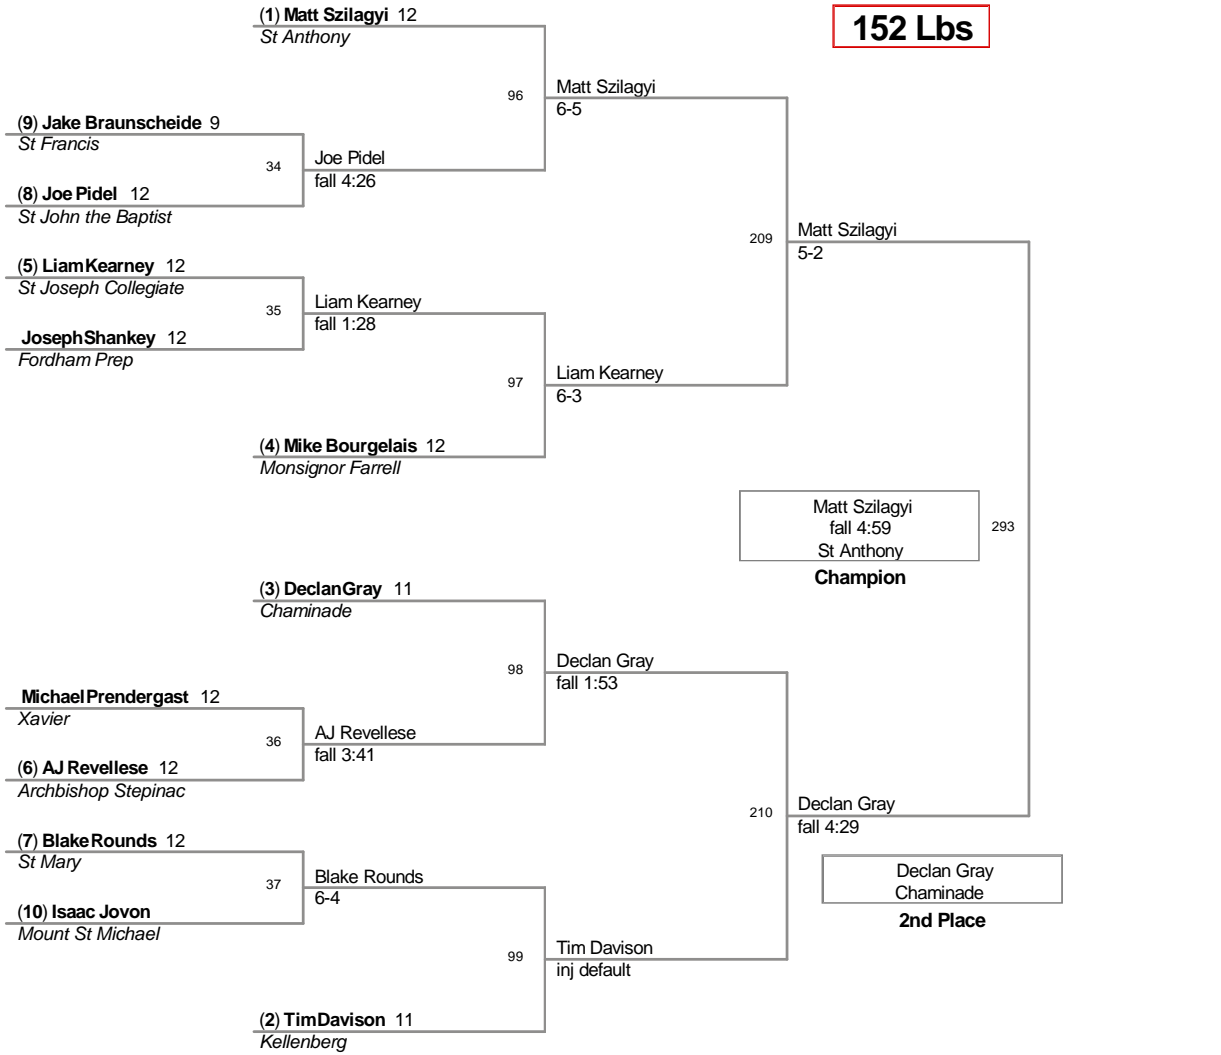 (1) Matt Szilagyi 12
St Anthony
152 Lbs
96
Matt Szilagyi
6-5
(9) Jake Braunscheide 9
St Francis
34
Joe Pidel
fall 4:26
(8) Joe Pidel 12
St John the Baptist
209
Matt Szilagyi
5-2
(5) Liam Kearney 12
St Joseph Collegiate
35
Liam Kearney
fall 1:28
Joseph Shankey 12
Fordham Prep
97
Liam Kearney
6-3
(4) Mike Bourgelais 12
Monsignor Farrell
Matt Szilagyi
fall 4:59
St Anthony
293
Champion
(3) Declan Gray 11
Chaminade
98
Declan Gray
fall 1:53
Michael Prendergast 12
Xavier
36
AJ Revellese
fall 3:41
(6) AJ Revellese 12
Archbishop Stepinac
210
Declan Gray
fall 4:29
(7) Blake Rounds 12
St Mary
37
Blake Rounds
6-4
(10) Isaac Jovon
Mount St Michael
Declan Gray
Chaminade
2nd Place
99
Tim Davison
inj default
(2) Tim Davison 11
Kellenberg